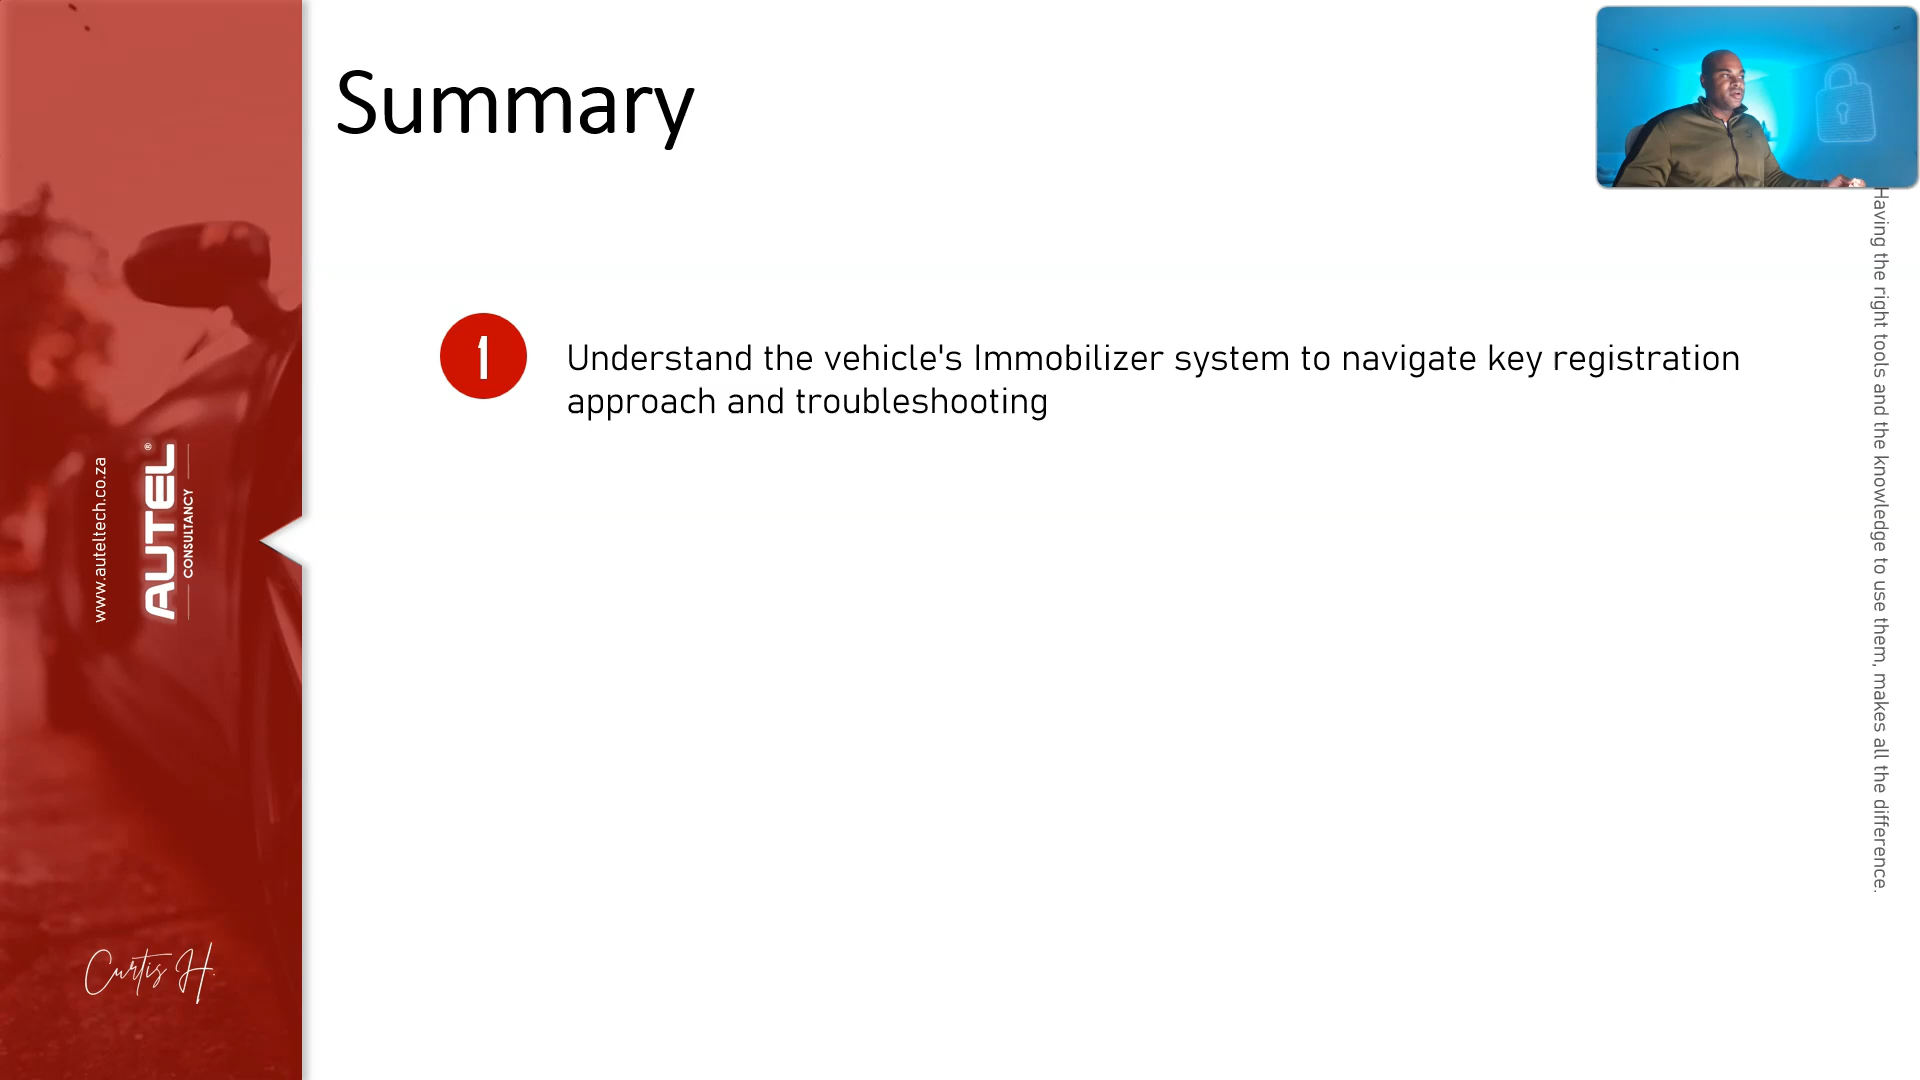 Summary
1
Understand the vehicle's Immobilizer system to navigate key registration
approach and troubleshooting
www.auteltech.co.za
AUTEL®
CONSULTANCY
Curtis H.
Having the right tools and the knowledge to use them, makes all the difference.